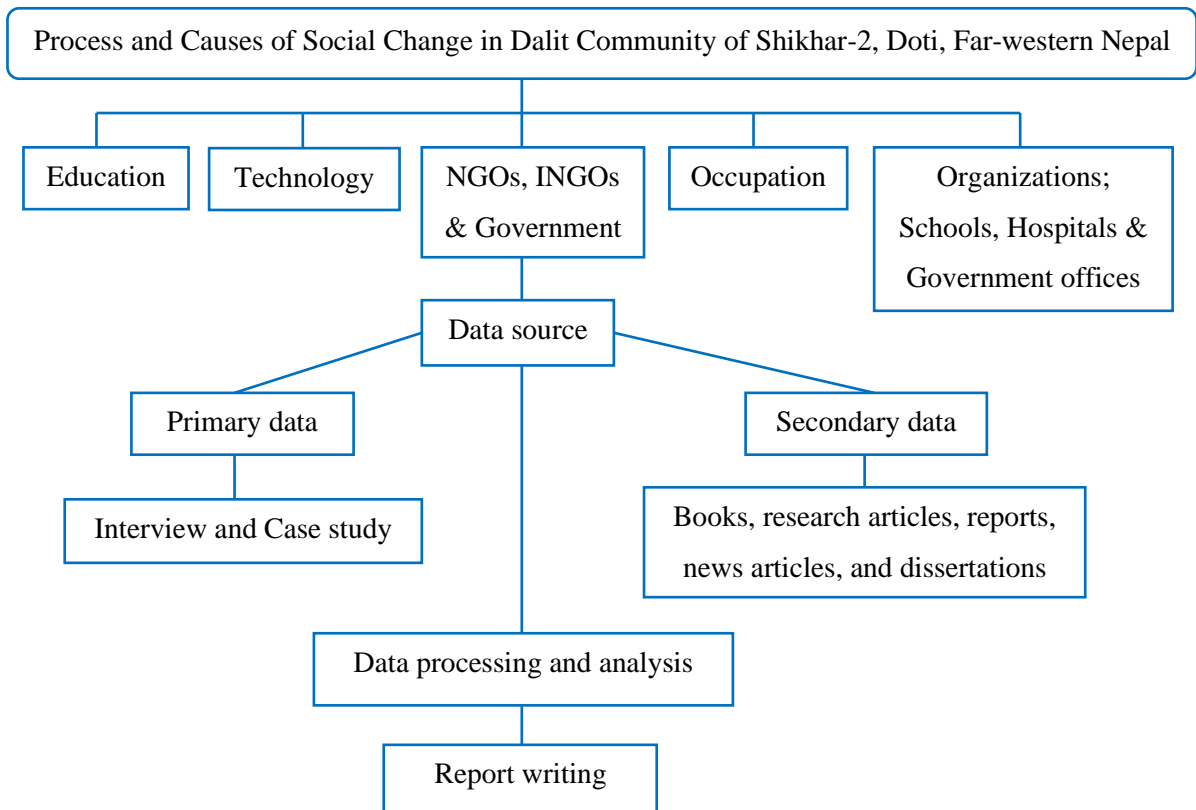 Process and Causes of Social Change in Dalit Community of Shikhar-2, Doti, Far-western Nepal
Education
Technology
NGOs, INGOs
& Government
Occupation
Organizations;
Schools, Hospitals &
Government offices
Data source
Primary data
Secondary data
Interview and Case study
Books, research articles, reports,
news articles, and dissertations
Data processing and analysis
Report writing